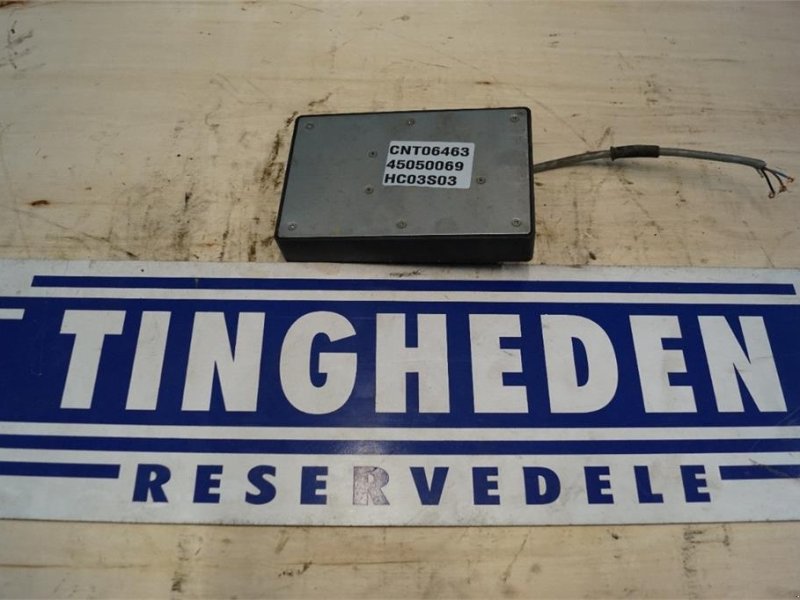 CNT06463
45050069
HC03S03
TINGHEDEN
RESERVEDELE